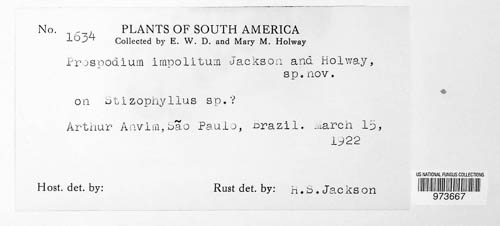 No. 1634 PLANTS OF SOUTH AMERICA
Collected by E. W. D. and Mary M. Holway
Prospodium impolitum Jackson and Holway,
sp.nov.
on Stizophyllus sp.?
Arthur Anvim,São Paulo, Brazil. March 15,
1922
Host. det. by: Rust det. by: H.S.Jackson
US NATIONAL FUNGUS COLLECTIONS
973667